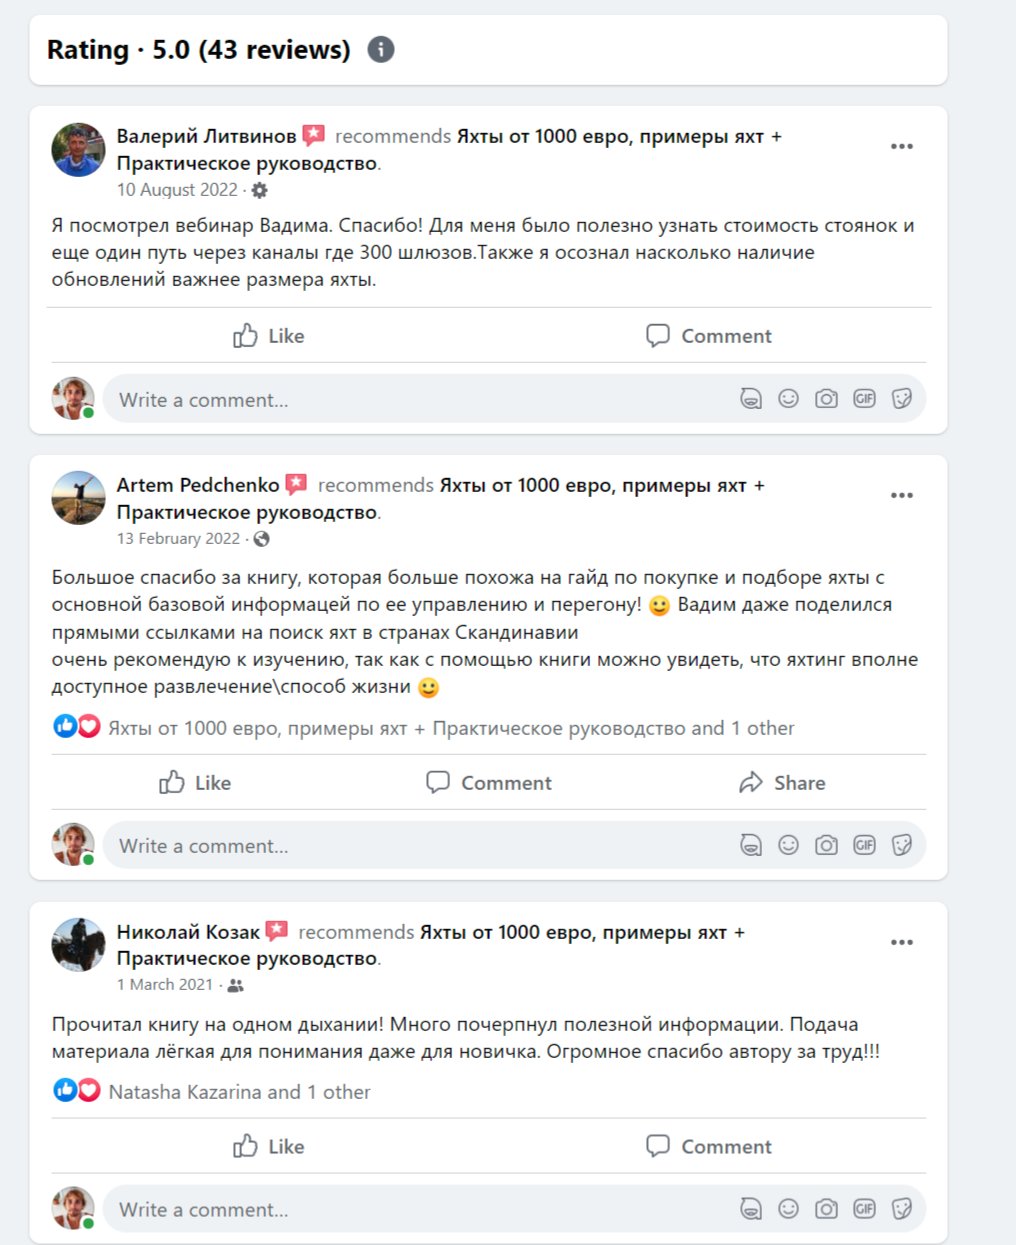 Rating · 5.0 (43 reviews)
Валерий Литвинов recommends Яхты от 1000 евро, примеры яхт +
Практическое руководство.
10 August 2022 ·
Я посмотрел вебинар Вадима. Спасибо! Для меня было полезно узнать стоимость стоянок и
еще один путь через каналы где 300 шлюзов.Также я осознал насколько наличие
обновлений важнее размера яхты.
Like Comment
Write a comment...
GIF
Artem Pedchenko recommends Яхты от 1000 евро, примеры яхт +
Практическое руководство.
13 February 2022 ·
Большое спасибо за книгу, которая больше похожа на гайд по покупке и подборе яхты с
основной базовой информацей по ее управлению и перегону! 🙂 Вадим даже поделился
прямыми ссылками на поиск яхт в странах Скандинавии
очень рекомендую к изучению, так как с помощью книги можно увидеть, что яхтинг вполне
доступное развлечение\способ жизни 🙂
Яхты от 1000 евро, примеры яхт + Практическое руководство and 1 other
Like Comment Share
Write a comment...
GIF
Николай Козак recommends Яхты от 1000 евро, примеры яхт +
Практическое руководство.
1 March 2021 ·
Прочитал книгу на одном дыхании! Много почерпнул полезной информации. Подача
материала лёгкая для понимания даже для новичка. Огромное спасибо автору за труд!!!
Natasha Kazarina and 1 other
Like Comment
Write a comment...
GIF